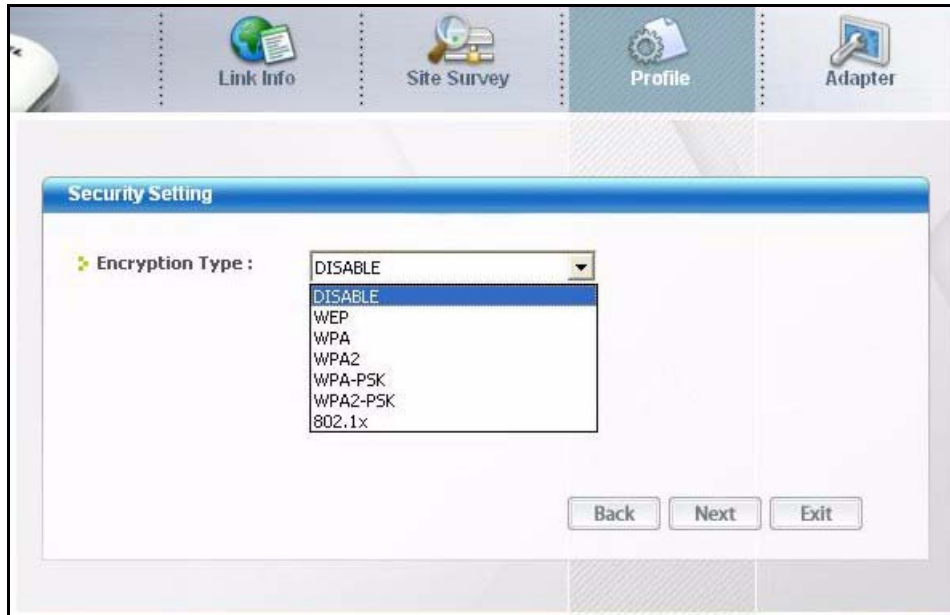 Link Info
Site Survey
Profile
Adapter
Security Setting
Encryption Type :
DISABLE
DISABLE
WEP
WPA
WPA2
WPA-PSK
WPA2-PSK
802.1x
Back
Next
Exit